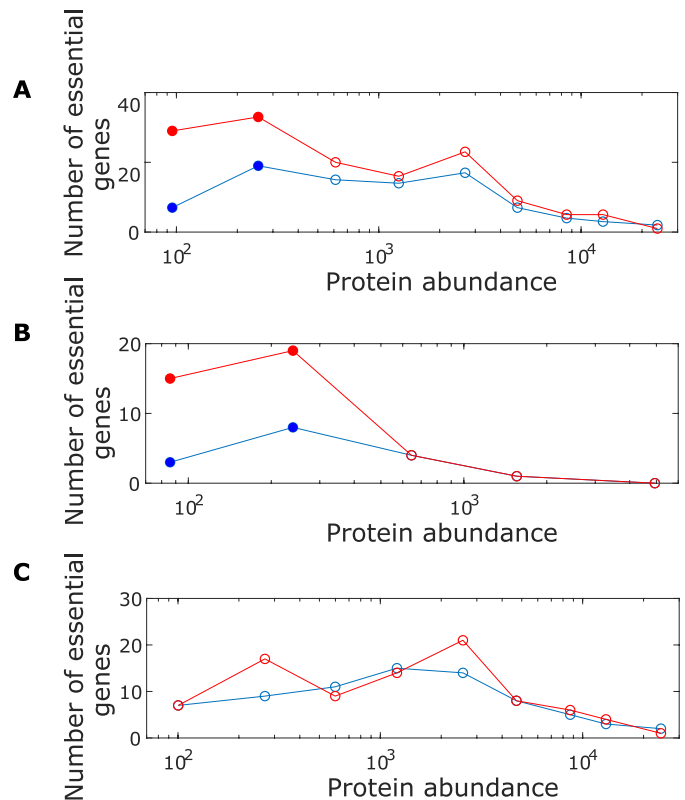 A
Number of essential
genes
40
20
0
10²
10³
10⁴
Protein abundance
B
Number of essential
genes
20
10
0
10²
10³
Protein abundance
C
Number of essential
genes
30
20
10
0
10²
10³
10⁴
Protein abundance